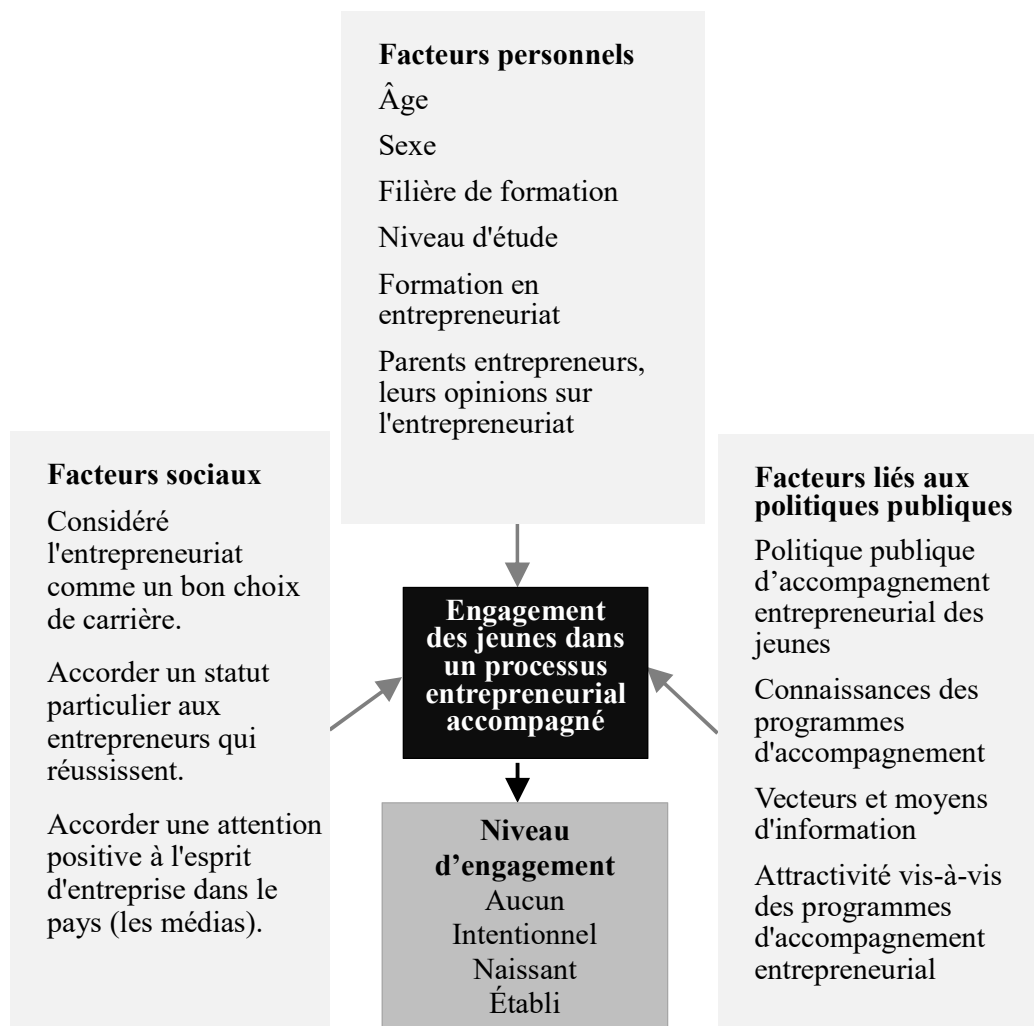 Facteurs personnels
Âge
Sexe
Filière de formation
Niveau d'étude
Formation en
entrepreneuriat
Parents entrepreneurs,
leurs opinions sur
l'entrepreneuriat
Facteurs sociaux
Considéré
l'entrepreneuriat
comme un bon choix
de carrière.
Accorder un statut
particulier aux
entrepreneurs qui
réussissent.
Accorder une attention
positive à l'esprit
d'entreprise dans le
pays (les médias).
Engagement
des jeunes dans
un processus
entrepreneurial
accompagné
Niveau
d’engagement
Aucun
Intentionnel
Naissant
Établi
Facteurs liés aux
politiques publiques
Politique publique
d’accompagnement
entrepreneurial des
jeunes
Connaissances des
programmes
d'accompagnement
Vecteurs et moyens
d'information
Attractivité vis-à-vis
des programmes
d'accompagnement
entrepreneurial